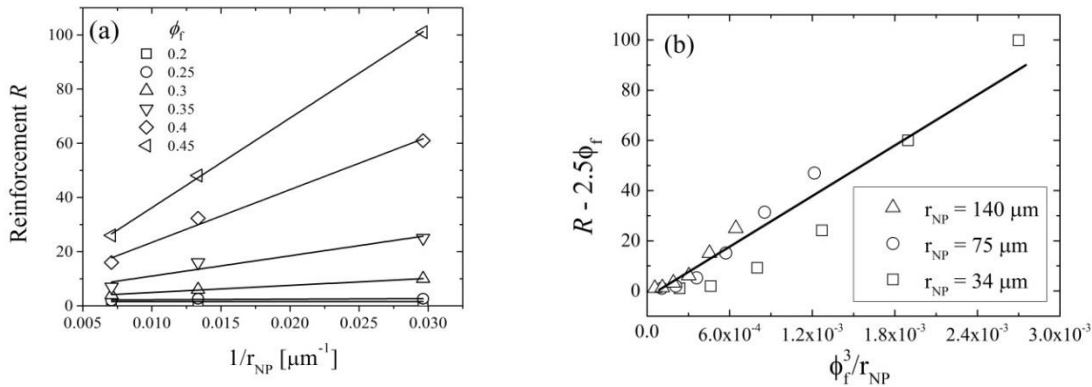 (a)
ϕf
0.2
0.25
0.3
0.35
0.4
0.45
Reinforcement R
100
80
60
40
20
0
0.005 0.010 0.015 0.020 0.025 0.030
1/rNP [μm⁻¹]
(b)
R - 2.5ϕf
100
80
60
40
20
0
rNP = 140 μm
rNP = 75 μm
rNP = 34 μm
0.0 6.0x10⁻⁴ 1.2x10⁻³ 1.8x10⁻³ 2.4x10⁻³ 3.0x10⁻³
ϕf³/rNP